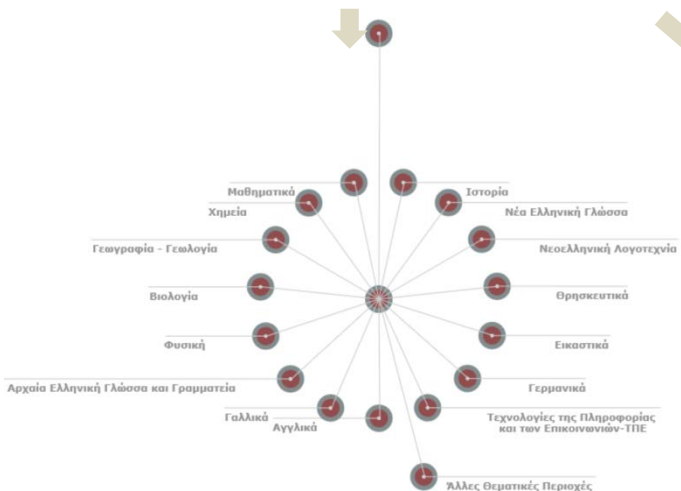 Μαθηματικά
Ιστορία
Χημεία
Νέα Ελληνική Γλώσσα
Γεωγραφία - Γεωλογία
Νεοελληνική Λογοτεχνία
Βιολογία
Θρησκευτικά
Φυσική
Εικαστικά
Αρχαία Ελληνική Γλώσσα και Γραμματεία
Γερμανικά
Γαλλικά
Τεχνολογίες της Πληροφορίας
Αγγλικά
και των Επικοινωνιών-ΤΠΕ
Άλλες Θεματικές Περιοχές